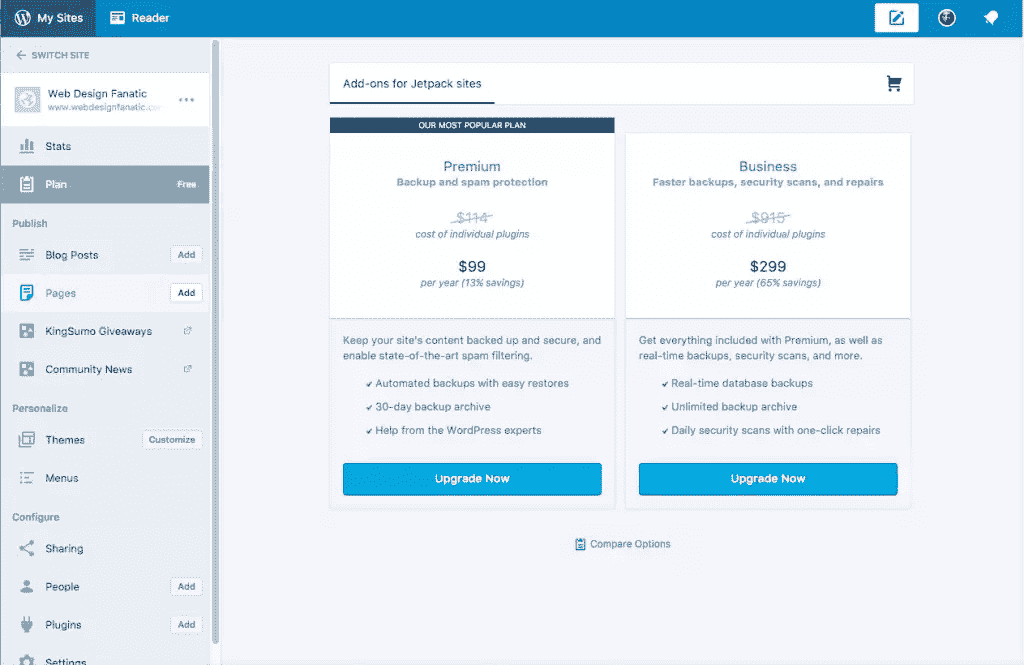 My Sites
Reader
SWITCH SITE
Web Design Fanatic
www.webdesignfanatic.co
Stats
Plan
Free
Publish
Blog Posts
Add
Pages
Add
KingSumo Giveaways
Community News
Personalize
Themes
Customize
Menus
Configure
Sharing
People
Add
Plugins
Add
Settings
Add-ons for Jetpack sites
OUR MOST POPULAR PLAN
Premium
Backup and spam protection
$114
cost of individual plugins
$99
per year (13% savings)
Keep your site's content backed up and secure, and
enable state-of-the-art spam filtering.
✓ Automated backups with easy restores
✓ 30-day backup archive
✓ Help from the WordPress experts
Upgrade Now
Business
Faster backups, security scans, and repairs
$915
cost of individual plugins
$299
per year (65% savings)
Get everything included with Premium, as well as
real-time backups, security scans, and more.
✓ Real-time database backups
✓ Unlimited backup archive
✓ Daily security scans with one-click repairs
Upgrade Now
Compare Options